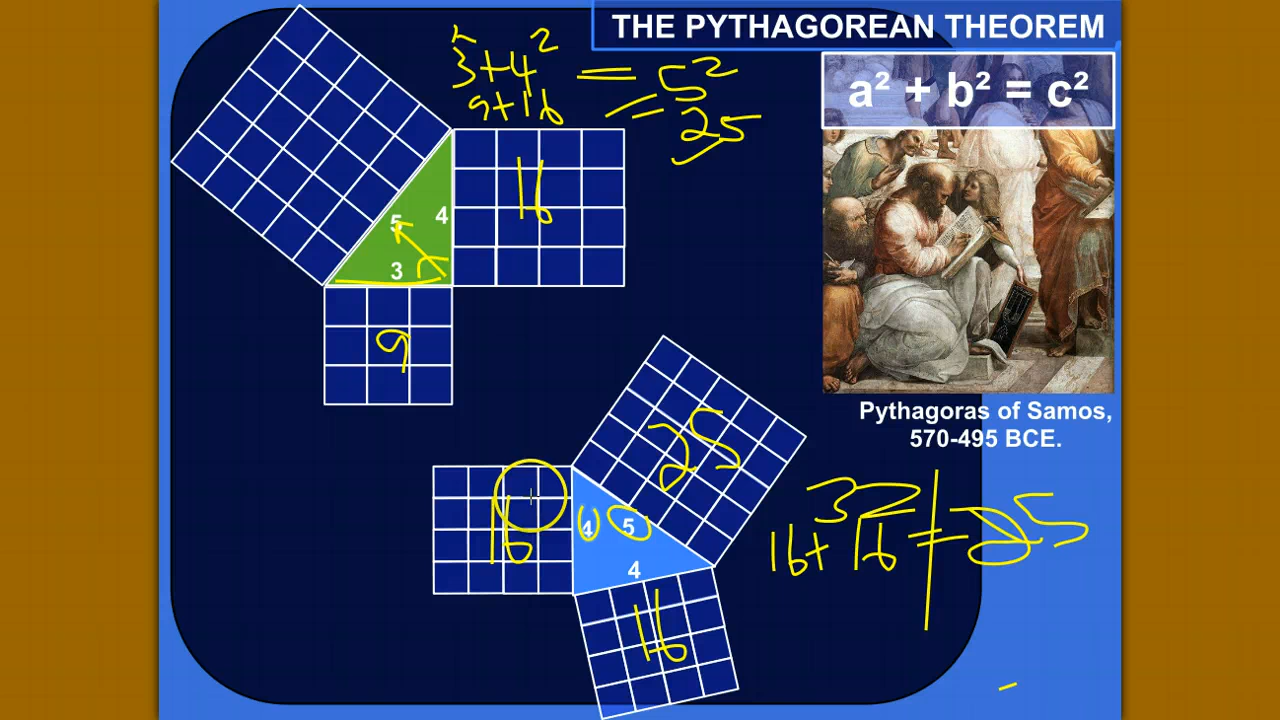 THE PYTHAGOREAN THEOREM
a² + b² = c²
3² + 4² = 5²
9 + 16 = 25
5
4
3
16
9
Pythagoras of Samos,
570-495 BCE.
25
16
4
5
4
16
32
16 + 16 ≠ 25